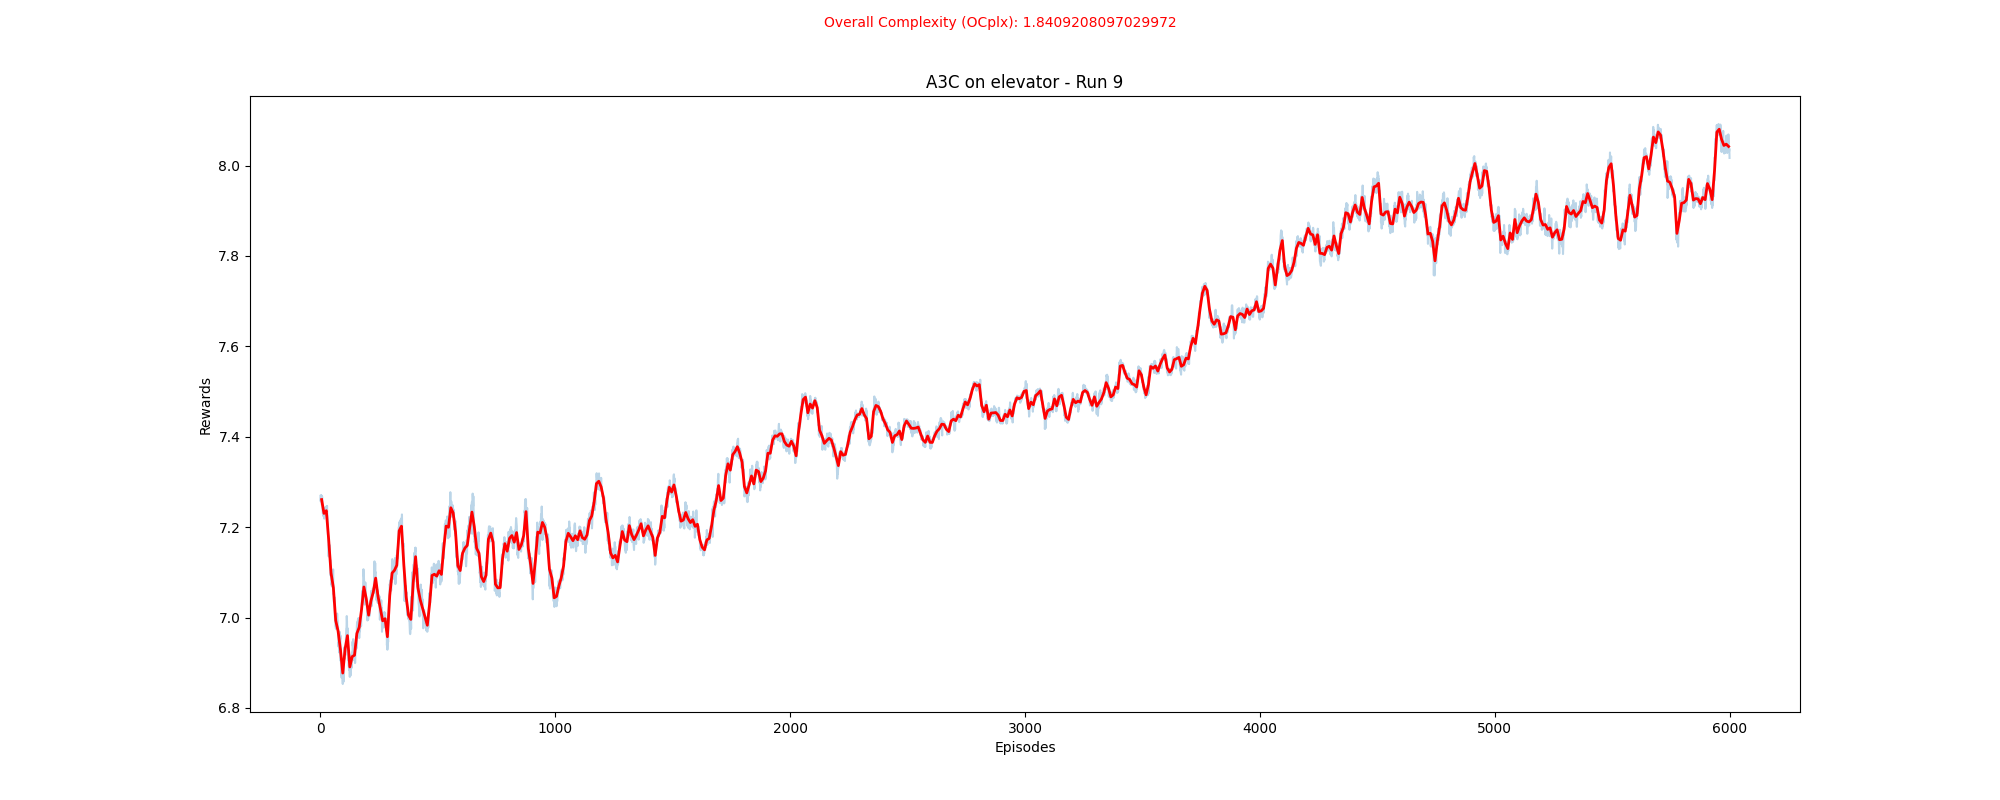 Overall Complexity (OCplx): 1.8409208097029972
A3C on elevator - Run 9
8.0
7.8
7.6
7.4
7.2
7.0
6.8
Rewards
0 1000 2000 3000 4000 5000 6000
Episodes